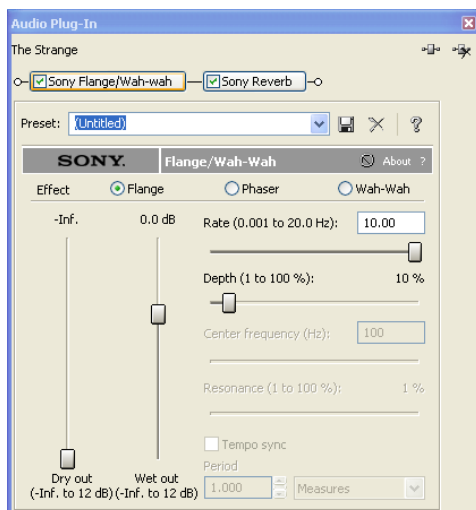 Audio Plug-In
The Strange
Sony Flange/Wah-wah Sony Reverb
Preset: (Untitled)
SONY. Flange/Wah-Wah About ?
Effect Flange Phaser Wah-Wah
-Inf. 0.0 dB Rate (0.001 to 20.0 Hz): 10.00
Depth (1 to 100 %): 10 %
Center frequency (Hz): 100
Resonance (1 to 100 %): 1 %
Tempo sync
Period
Dry out Wet out 1.000 Measures
(-Inf. to 12 dB) (-Inf. to 12 dB)